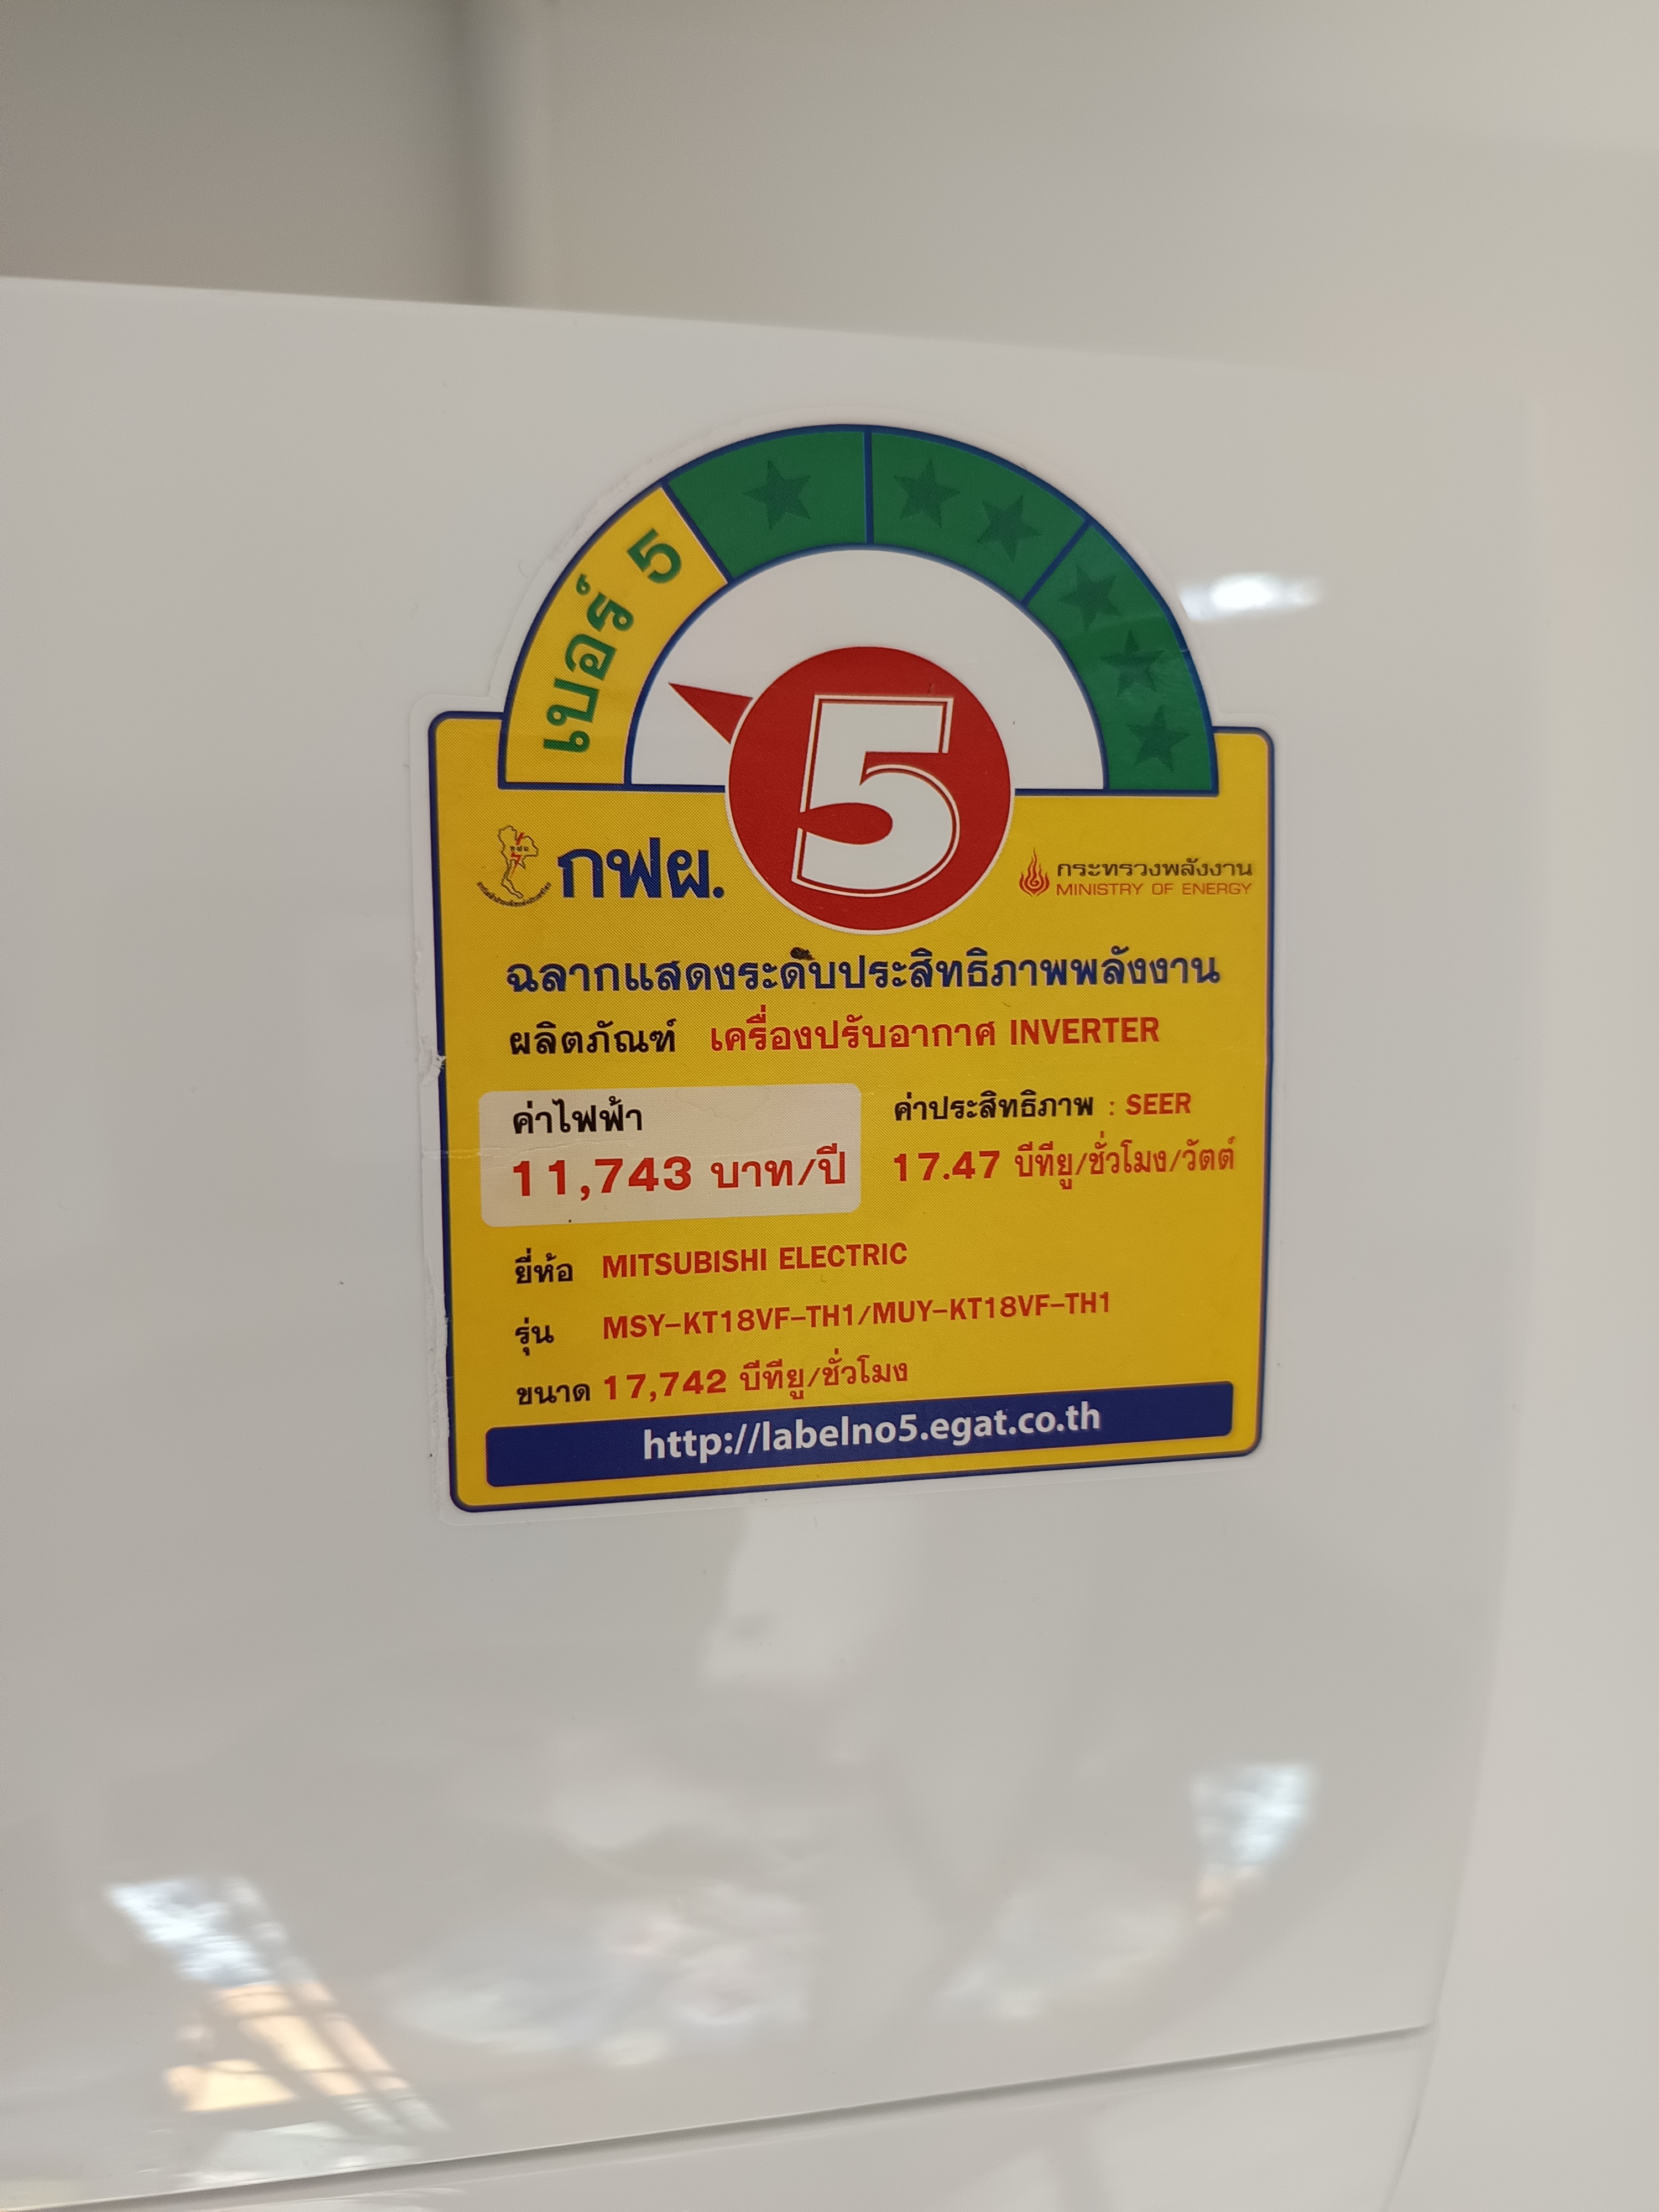 เบอร์ 5
5
กฟผ.
กระทรวงพลังงาน
MINISTRY OF ENERGY
ฉลากแสดงระดับประสิทธิภาพพลังงาน
ผลิตภัณฑ์ เครื่องปรับอากาศ INVERTER
ค่าไฟฟ้า
11,743 บาท/ปี
ค่าประสิทธิภาพ : SEER
17.47 บีทียู/ชั่วโมง/วัตต์
ยี่ห้อ MITSUBISHI ELECTRIC
รุ่น MSY-KT18VF-TH1/MUY-KT18VF-TH1
ขนาด 17,742 บีทียู/ชั่วโมง
http://labelno5.egat.co.th